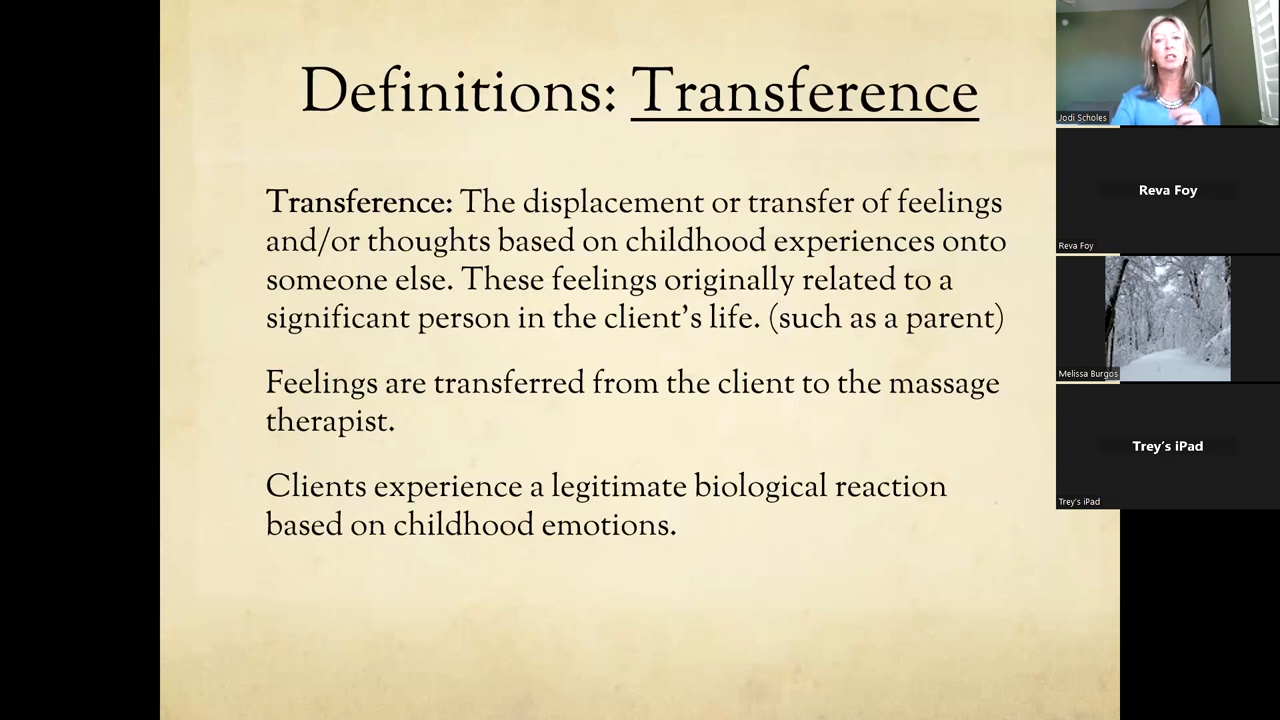 Definitions: Transference
Transference: The displacement or transfer of feelings
and/or thoughts based on childhood experiences onto
someone else. These feelings originally related to a
significant person in the client’s life. (such as a parent)
Feelings are transferred from the client to the massage
therapist.
Clients experience a legitimate biological reaction
based on childhood emotions.
Jodi Scholes
Reva Foy
Reva Foy
Melissa Burgos
Trey’s iPad
Trey's iPad